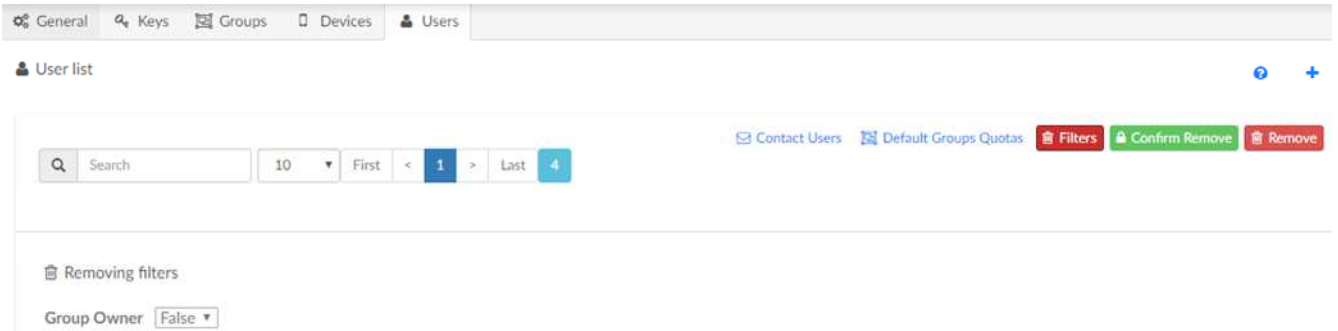 General Keys Groups Devices Users
User list
Contact Users Default Groups Quotas Filters Confirm Remove Remove
Search 10 First < 1 > Last 4
Removing filters
Group Owner False